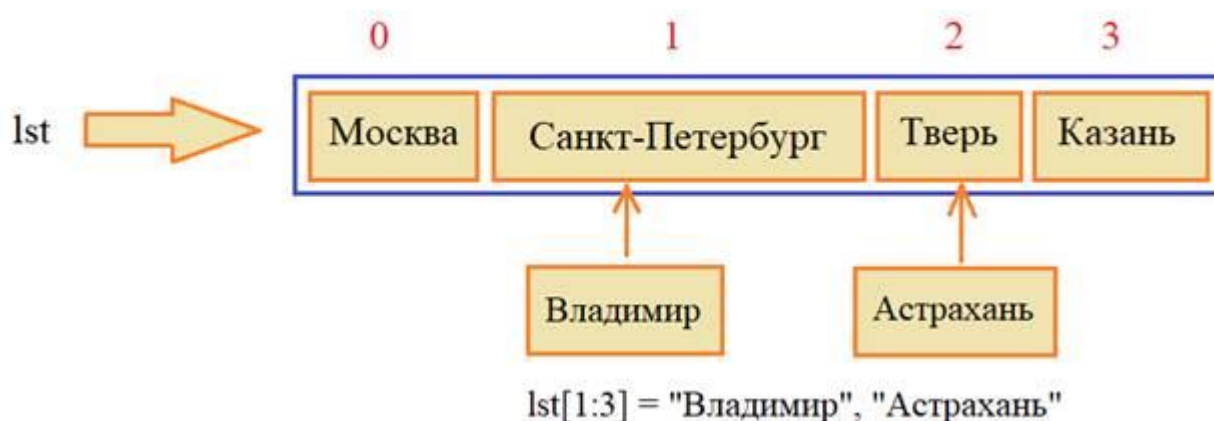 0 1 2 3
lst Москва Санкт-Петербург Тверь Казань
Владимир Астрахань
lst[1:3] = "Владимир", "Астрахань"